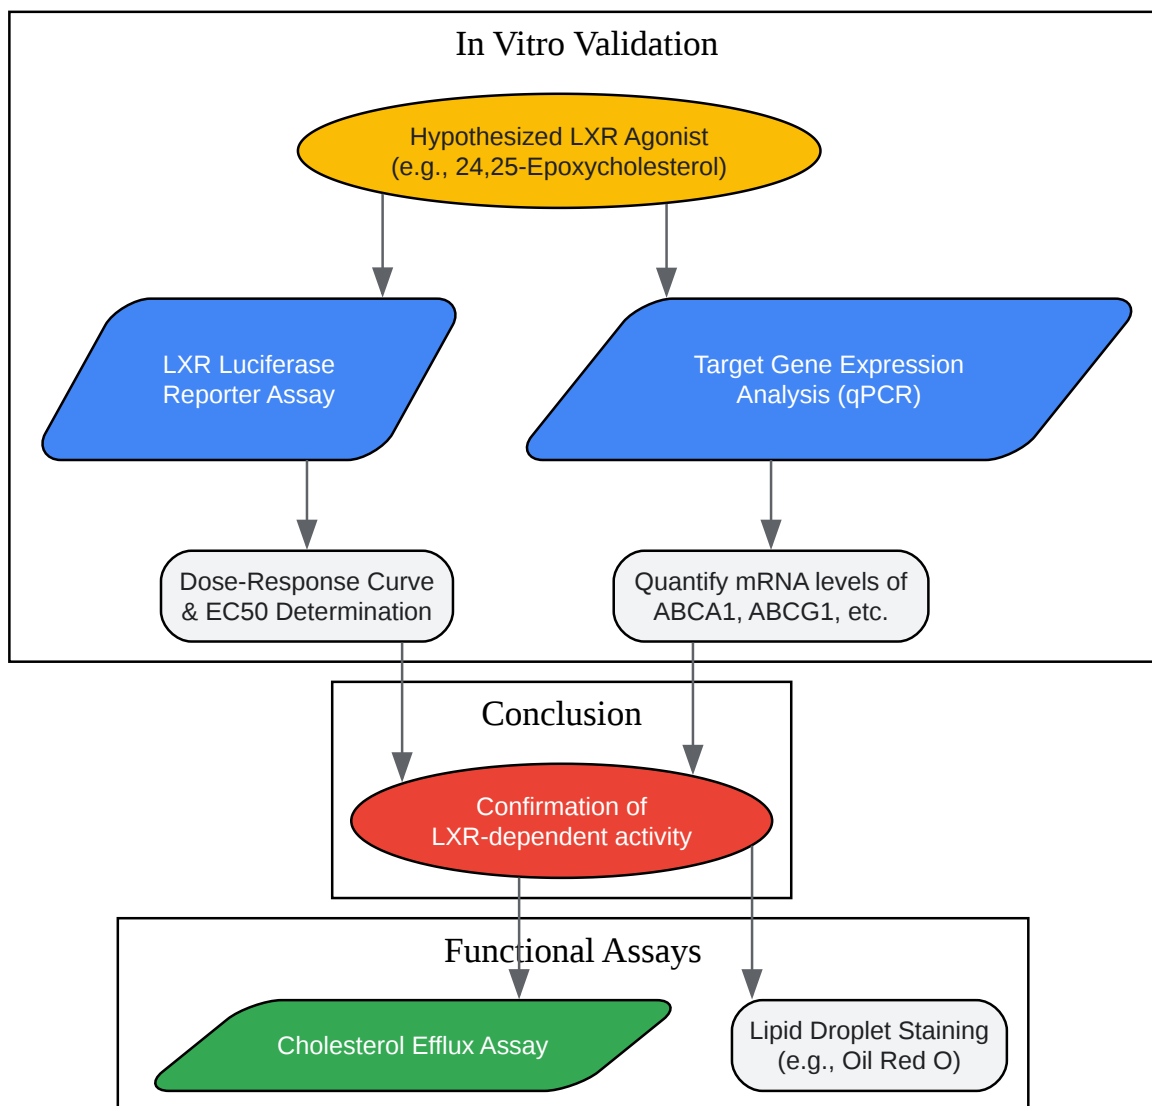 In Vitro Validation
Hypothesized LXR Agonist
(e.g., 24,25-Epoxycholesterol)
LXR Luciferase
Reporter Assay
Target Gene Expression
Analysis (qPCR)
Dose-Response Curve
& EC50 Determination
Quantify mRNA levels of
ABCA1, ABCG1, etc.
Conclusion
Confirmation of
LXR-dependent activity
Functional Assays
Cholesterol Efflux Assay
Lipid Droplet Staining
(e.g., Oil Red O)